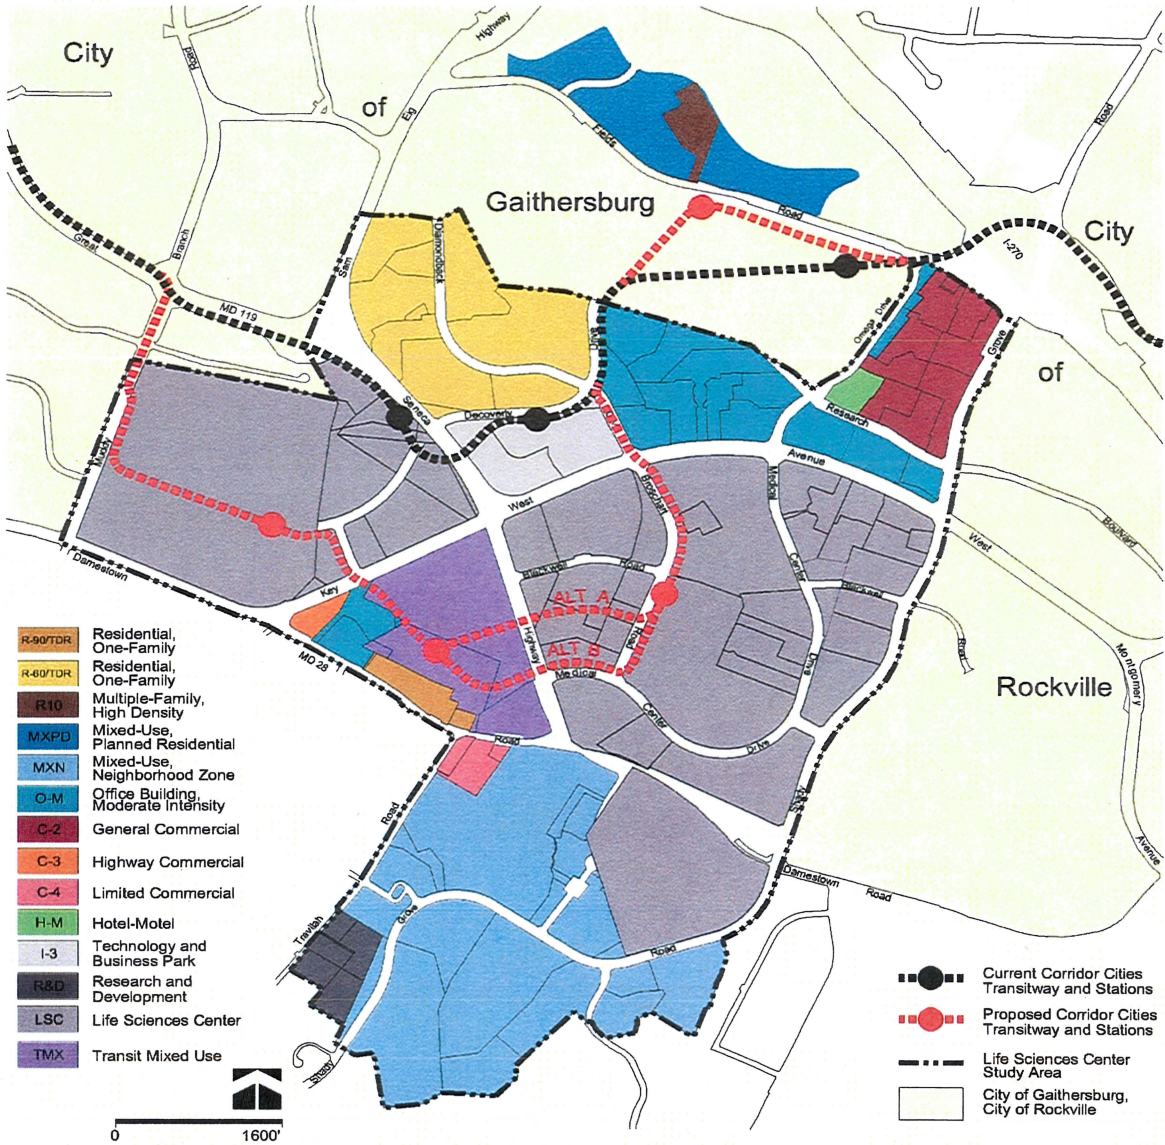 City
of
Gaithersburg
City
of
Rockville
Road
Highway
Eig
Fields
Road
Road
I-270
Great
Branch
MD 119
Sam
Diamondback
Drive
Omega Drive
Grove
Research
Seneca
Decoverly
Avenue
West
Muddy
Broschart
Medical
West
Boulvard
Darnestown
Key
Blackwell Road
Center
Blackwell
ALT A
Highway
Road
ALT B
Medical
Road
Drive
Montgomery
MD 28
Center
Drive
Road
Shady
Road
Avenue
Darnestown
Road
Travilah
Grove
Road
Shady
R-90/TDR Residential,
One-Family
R-60/TDR Residential,
One-Family
R10 Multiple-Family,
High Density
MXPD Mixed-Use,
Planned Residential
MXN Mixed-Use,
Neighborhood Zone
O-M Office Building,
Moderate Intensity
C-2 General Commercial
C-3 Highway Commercial
C-4 Limited Commercial
H-M Hotel-Motel
I-3 Technology and
Business Park
R&D Research and
Development
LSC Life Sciences Center
TMX Transit Mixed Use
0 1600'
Current Corridor Cities
Transitway and Stations
Proposed Corridor Cities
Transitway and Stations
Life Sciences Center
Study Area
City of Gaithersburg,
City of Rockville